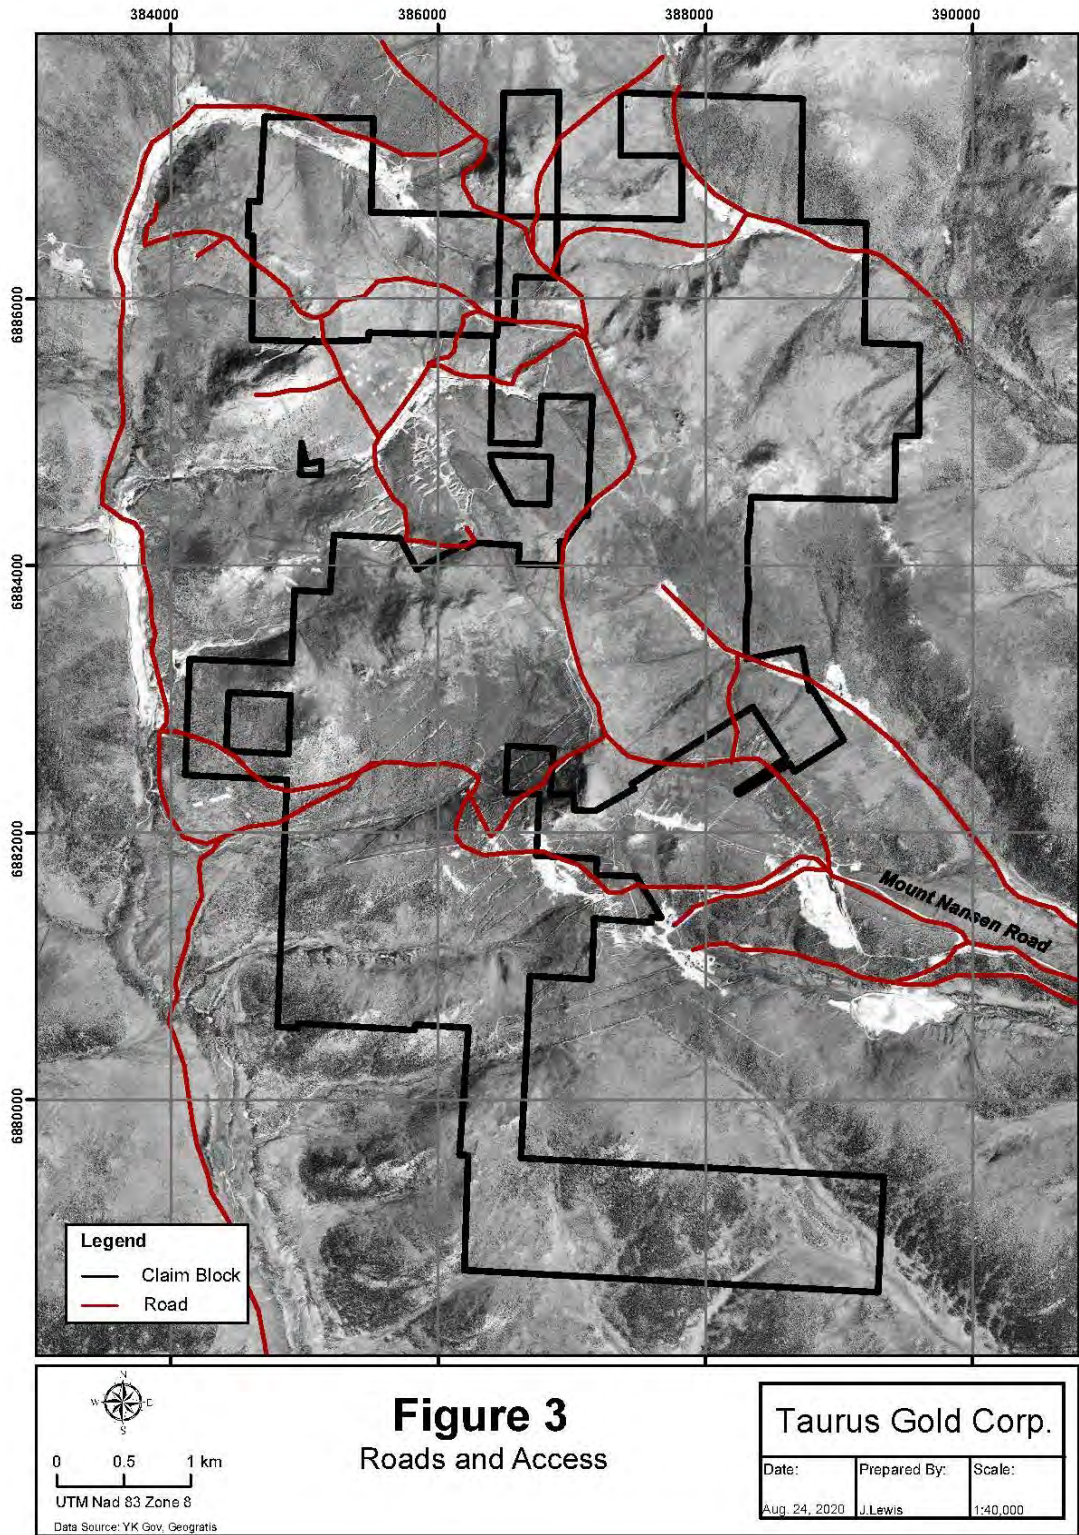 384000
386000
388000
390000
6886000
6884000
6882000
6880000
Mount Nansen Road
Legend
Claim Block
Road
N
W E
S
0 0.5 1 km
UTM Nad 83 Zone 8
Data Source: YK Gov, Geogratis
Figure 3
Roads and Access
Taurus Gold Corp.
Date: Prepared By: Scale:
Aug. 24, 2020 J.Lewis 1:40,000